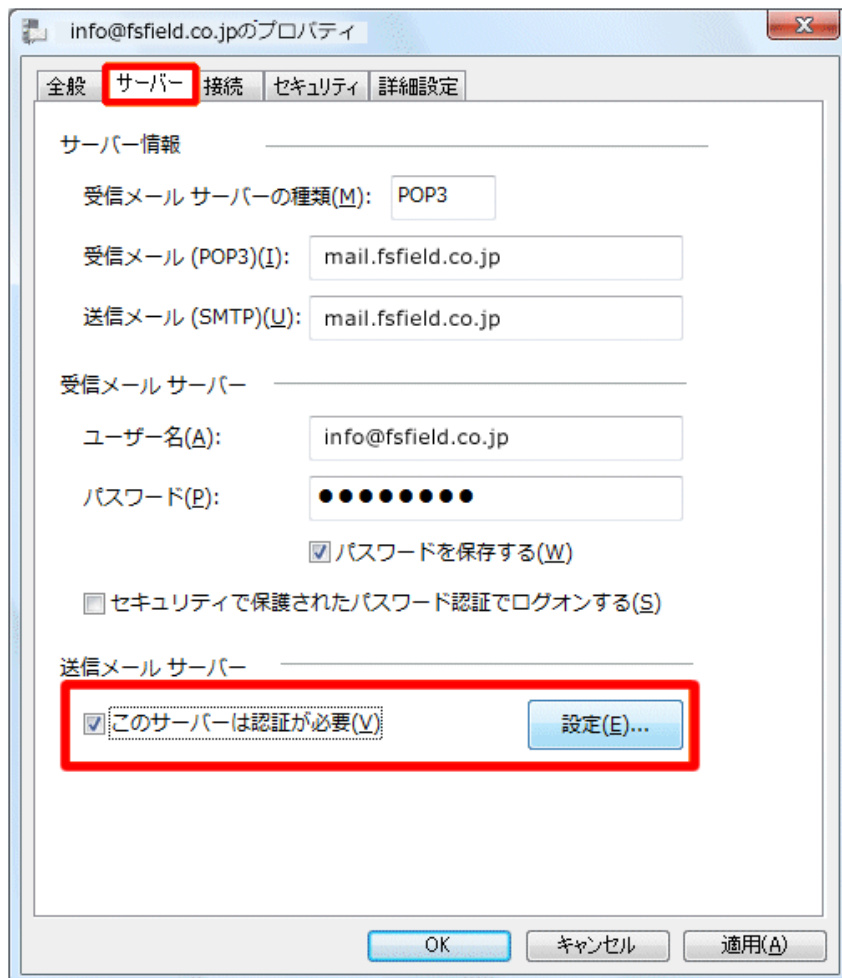 info@fsfield.co.jpのプロパティ
全般 サーバー 接続 セキュリティ 詳細設定
サーバー情報
受信メール サーバーの種類(M): POP3
受信メール (POP3)(I): mail.fsfield.co.jp
送信メール (SMTP)(U): mail.fsfield.co.jp
受信メール サーバー
ユーザー名(A): info@fsfield.co.jp
パスワード(P): ●●●●●●●●
パスワードを保存する(W)
セキュリティで保護されたパスワード認証でログオンする(S)
送信メール サーバー
このサーバーは認証が必要(V) 設定(E)...
OK キャンセル 適用(A)